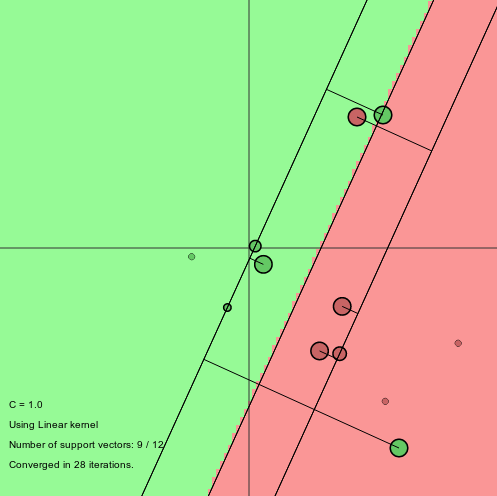 C = 1.0
Using Linear kernel
Number of support vectors: 9 / 12
Converged in 28 iterations.